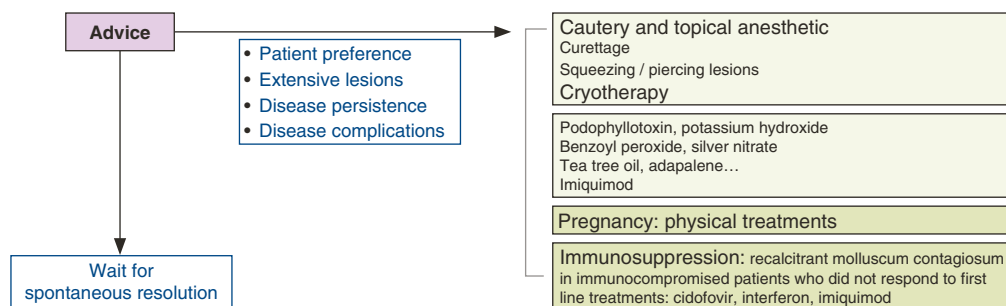 Advice
• Patient preference
• Extensive lesions
• Disease persistence
• Disease complications
Wait for
spontaneous resolution
Cautery and topical anesthetic
Curettage
Squeezing / piercing lesions
Cryotherapy
Podophyllotoxin, potassium hydroxide
Benzoyl peroxide, silver nitrate
Tea tree oil, adapalene…
Imiquimod
Pregnancy: physical treatments
Immunosuppression: recalcitrant molluscum contagiosum
in immunocompromised patients who did not respond to first
line treatments: cidofovir, interferon, imiquimod